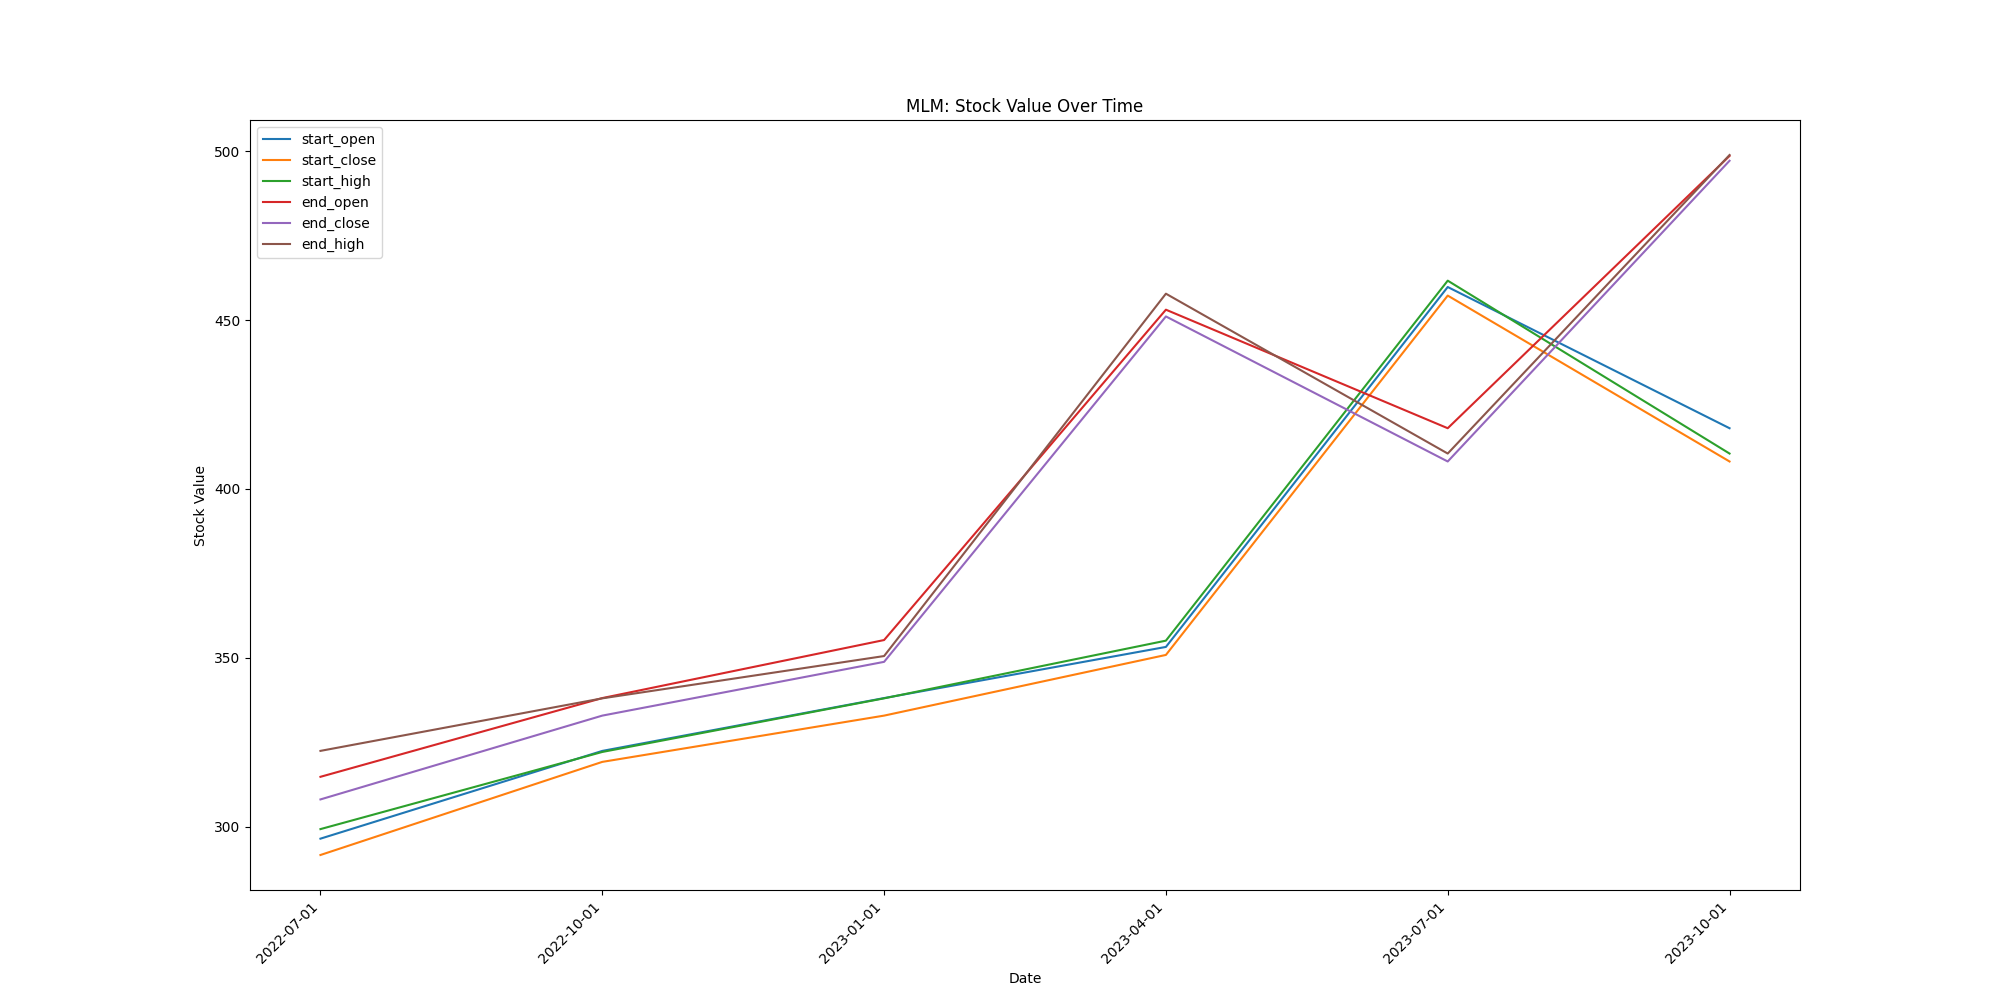 MLM: Stock Value Over Time
start_open
start_close
start_high
end_open
end_close
end_high
500
450
400
350
300
Stock Value
2022-07-01
2022-10-01
2023-01-01
2023-04-01
2023-07-01
2023-10-01
Date